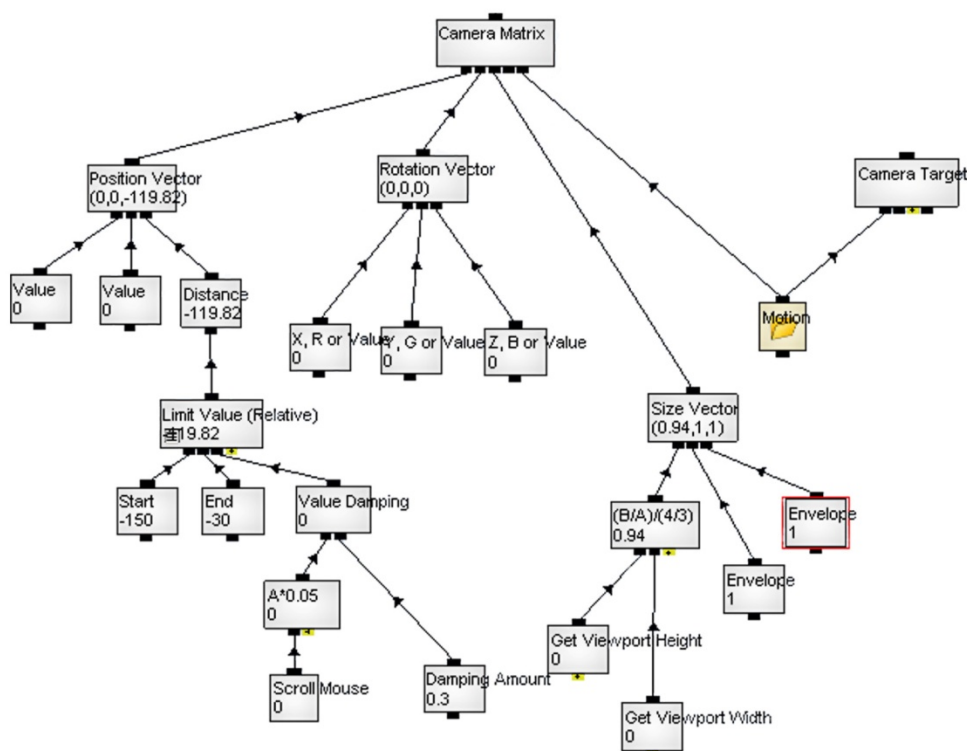 Camera Matrix
Position Vector
(0,0,-119.82)
Rotation Vector
(0,0,0)
Camera Target
Value
0
Value
0
Distance
-119.82
X, R or Value
0
Y, G or Value
0
Z, B or Value
0
Motion
Limit Value (Relative)
-119.82
Size Vector
(0.94,1,1)
Start
-150
End
-30
Value Damping
0
(B/A)/(4/3)
0.94
Envelope
1
Envelope
1
A*0.05
0
Get Viewport Height
0
Scroll Mouse
0
Damping Amount
0.3
Get Viewport Width
0